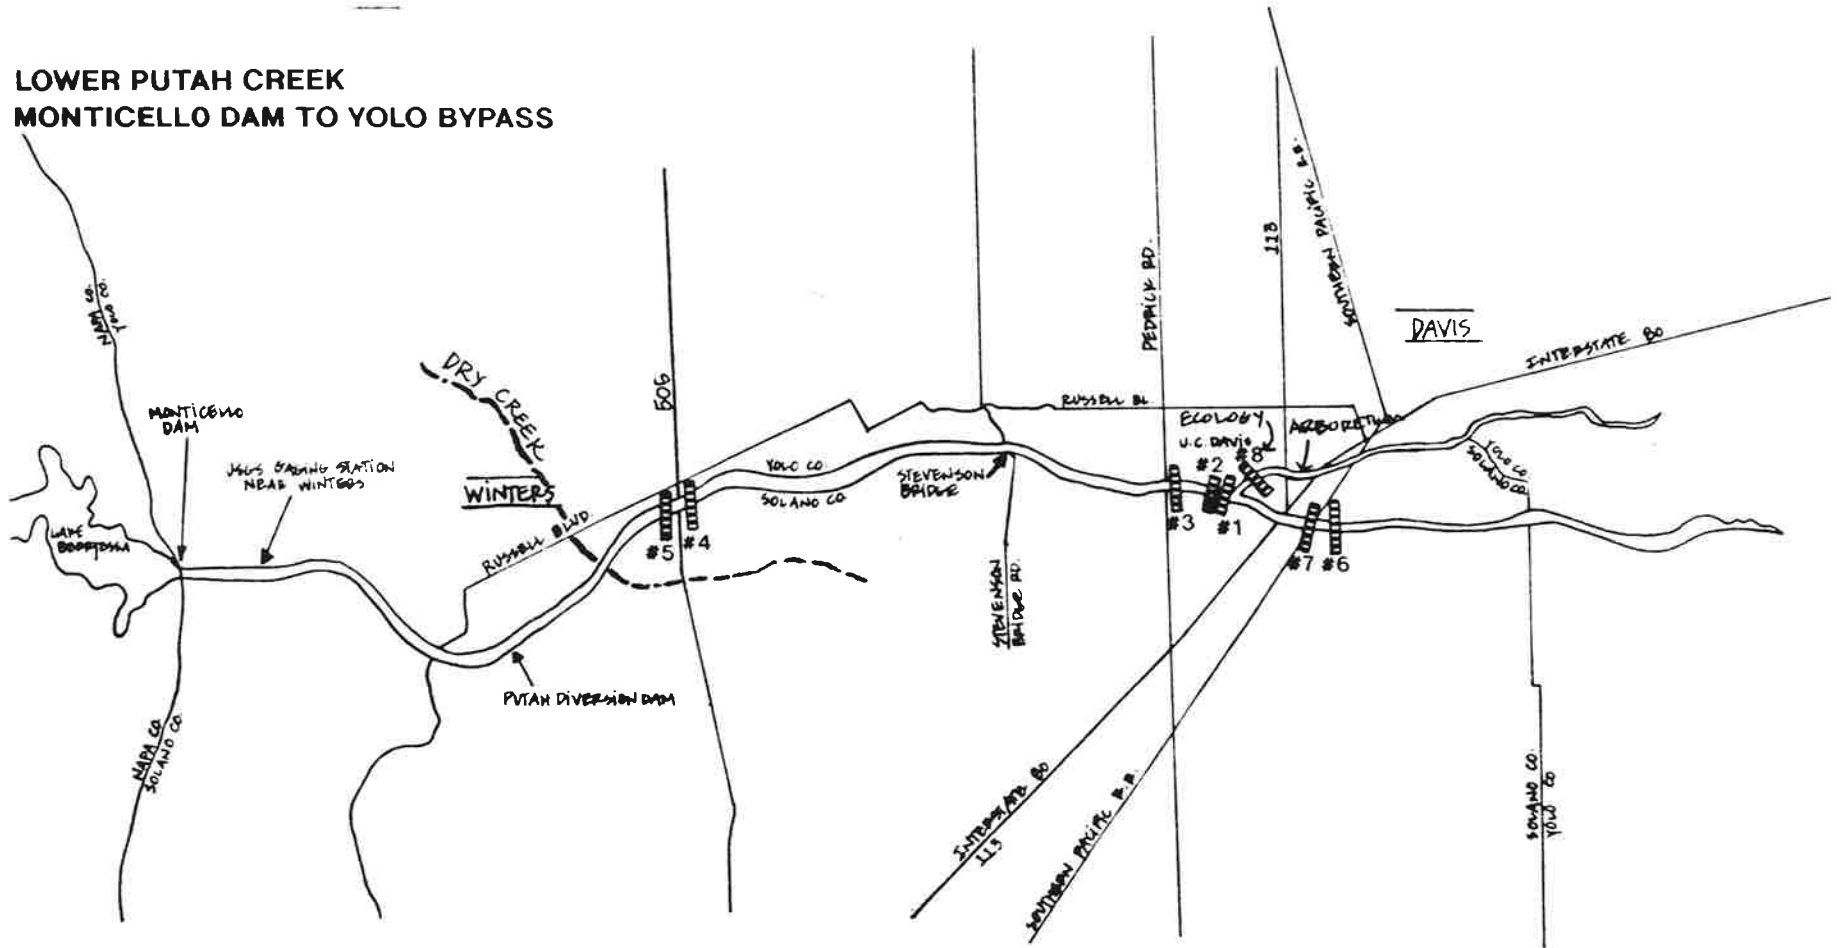 LOWER PUTAH CREEK
MONTICELLO DAM TO YOLO BYPASS
NAPA CO.
YOLO CO.
MONTICELLO
DAM
USGS GAGING STATION
NEAR WINTERS
LAKE
BERRYESSA
NAPA CO.
SOLANO CO.
DRY CREEK
WINTERS
RUSSELL BLVD.
PUTAH DIVERSION DAM
505
#5
#4
YOLO CO.
SOLANO CO.
STEVENSON
BRIDGE
STEVENSON
BRIDGE RD.
RUSSELL BL.
PEDRICK RD.
113
SOUTHERN PACIFIC R.R.
DAVIS
INTERSTATE 80
ECOLOGY
U.C. DAVIS
ARBORETUM
#2
#8
#3
#1
#7
#6
YOLO CO.
SOLANO CO.
INTERSTATE 80
113
SOUTHERN PACIFIC R.R.
SOLANO CO.
YOLO CO